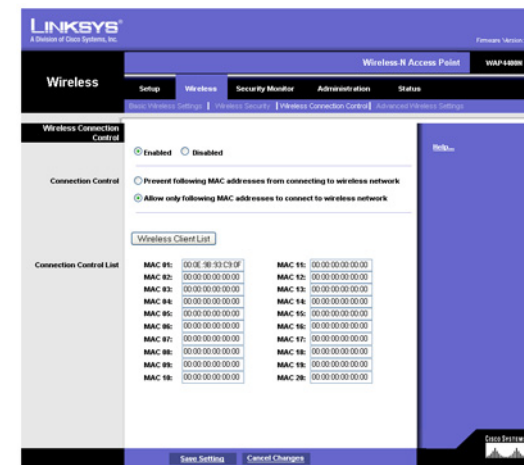 LINKSYS®
A Division of Cisco Systems, Inc.
Firmware Version
Wireless-N Access Point
WAP4400N
Wireless
Setup
Wireless
Security Monitor
Administration
Status
Basic Wireless Settings
Wireless Security
Wireless Connection Control
Advanced Wireless Settings
Wireless Connection
Control
Enabled
Disabled
Help...
Connection Control
Prevent following MAC addresses from connecting to wireless network
Allow only following MAC addresses to connect to wireless network
Wireless Client List
Connection Control List
MAC 01: 00:0E:98:93:C9:0F MAC 11: 00:00:00:00:00:00
MAC 02: 00:00:00:00:00:00 MAC 12: 00:00:00:00:00:00
MAC 03: 00:00:00:00:00:00 MAC 13: 00:00:00:00:00:00
MAC 04: 00:00:00:00:00:00 MAC 14: 00:00:00:00:00:00
MAC 05: 00:00:00:00:00:00 MAC 15: 00:00:00:00:00:00
MAC 06: 00:00:00:00:00:00 MAC 16: 00:00:00:00:00:00
MAC 07: 00:00:00:00:00:00 MAC 17: 00:00:00:00:00:00
MAC 08: 00:00:00:00:00:00 MAC 18: 00:00:00:00:00:00
MAC 09: 00:00:00:00:00:00 MAC 19: 00:00:00:00:00:00
MAC 10: 00:00:00:00:00:00 MAC 20: 00:00:00:00:00:00
Save Setting
Cancel Changes
CISCO SYSTEM